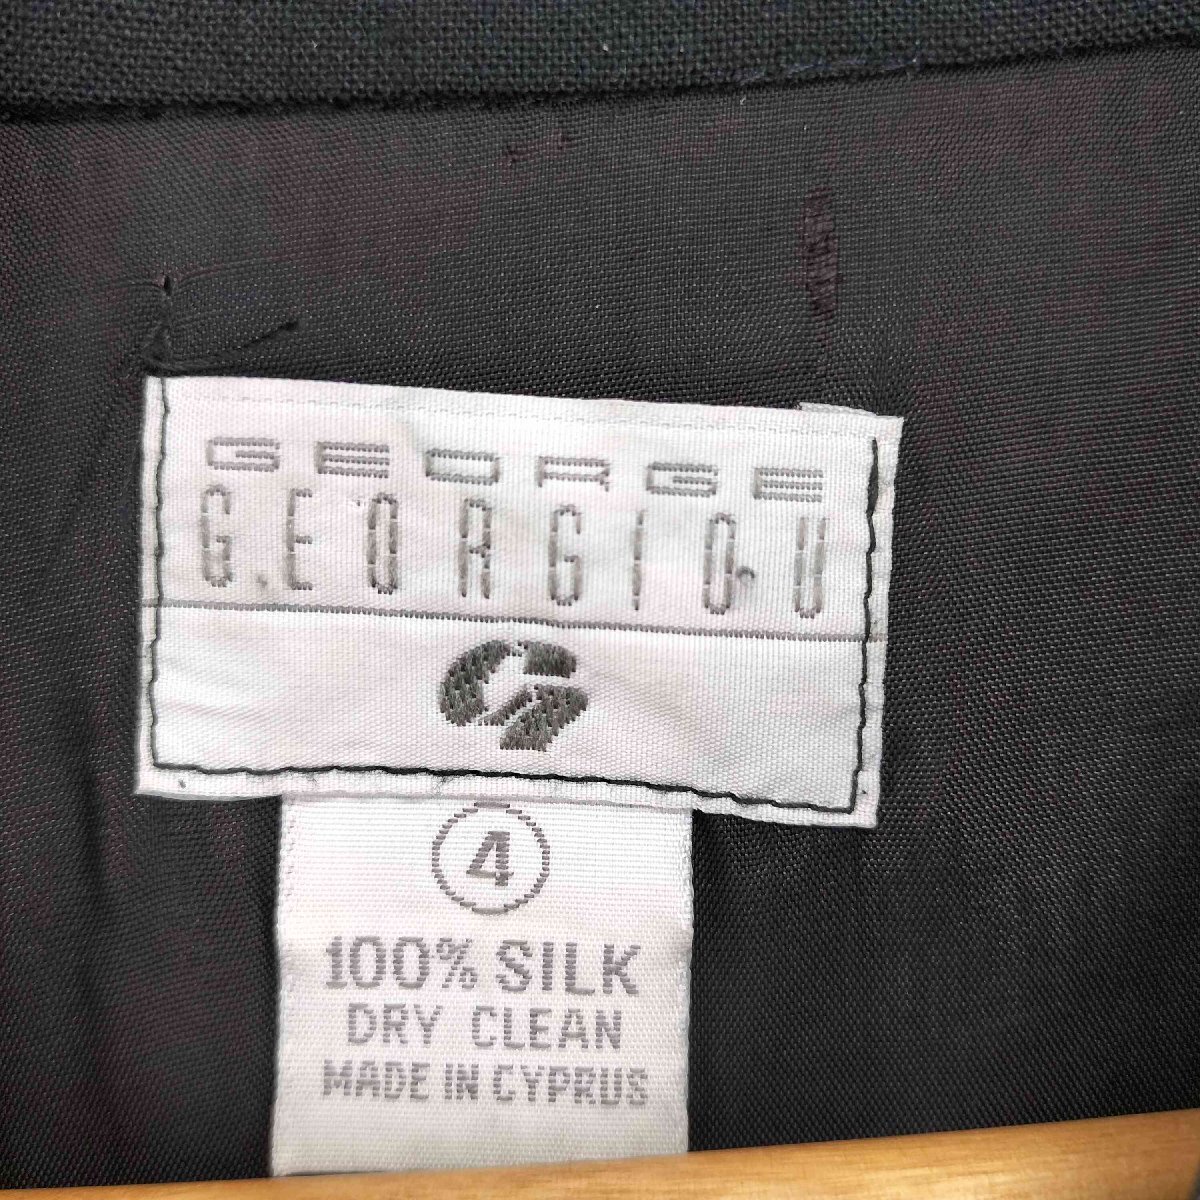 GEORGE
G.EORGIOU
G
4
100% SILK
DRY CLEAN
MADE IN CYPRUS